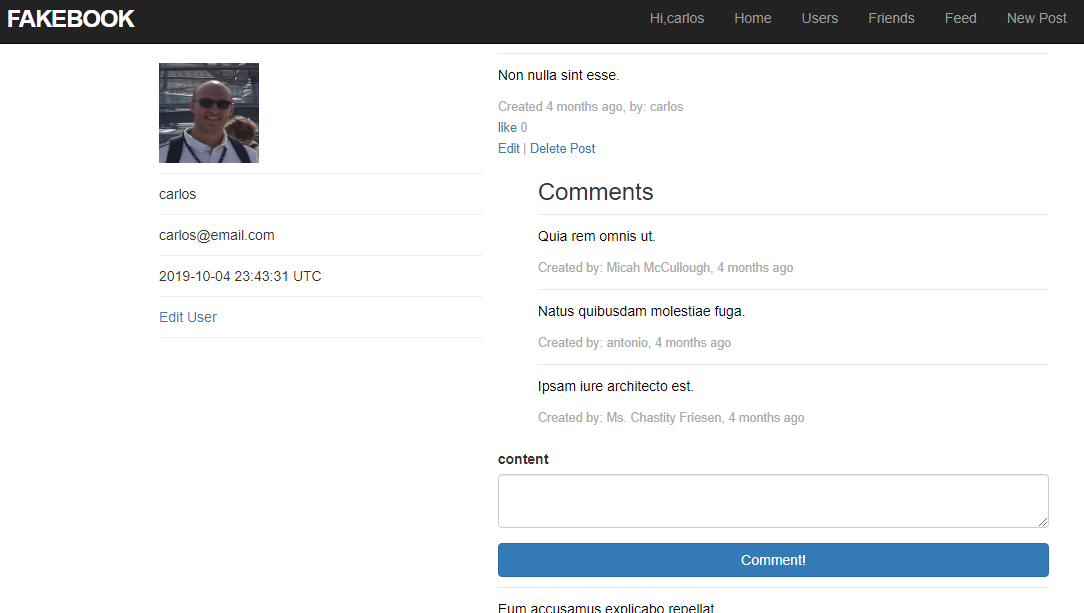 FAKEBOOK
Hi,carlos Home Users Friends Feed New Post
carlos
carlos@email.com
2019-10-04 23:43:31 UTC
Edit User
Non nulla sint esse.
Created 4 months ago, by: carlos
like 0
Edit | Delete Post
Comments
Quia rem omnis ut.
Created by: Micah McCullough, 4 months ago
Natus quibusdam molestiae fuga.
Created by: antonio, 4 months ago
Ipsam iure architecto est.
Created by: Ms. Chastity Friesen, 4 months ago
content
Comment!
Eum accusamus explicabo repellat